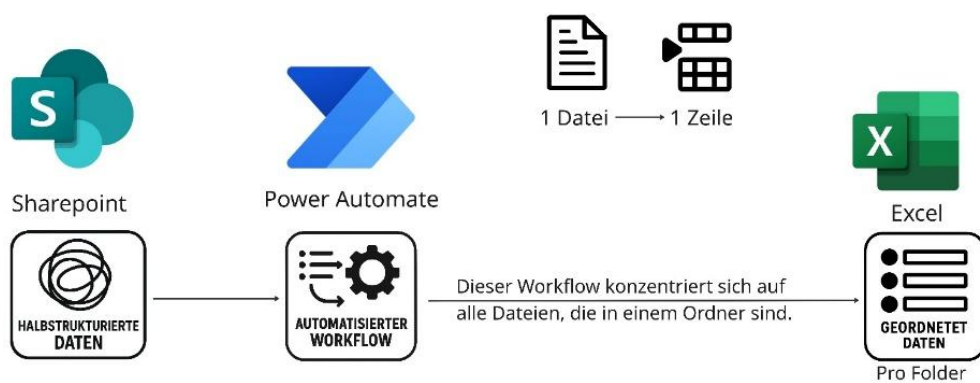 1 Datei
1 Zeile
S
X
Sharepoint
Power Automate
Excel
HALBSTRUKTURIERTE
DATEN
AUTOMATISIERTER
WORKFLOW
Dieser Workflow konzentriert sich auf
alle Dateien, die in einem Ordner sind.
GEORDNETET
DATEN
Pro Folder